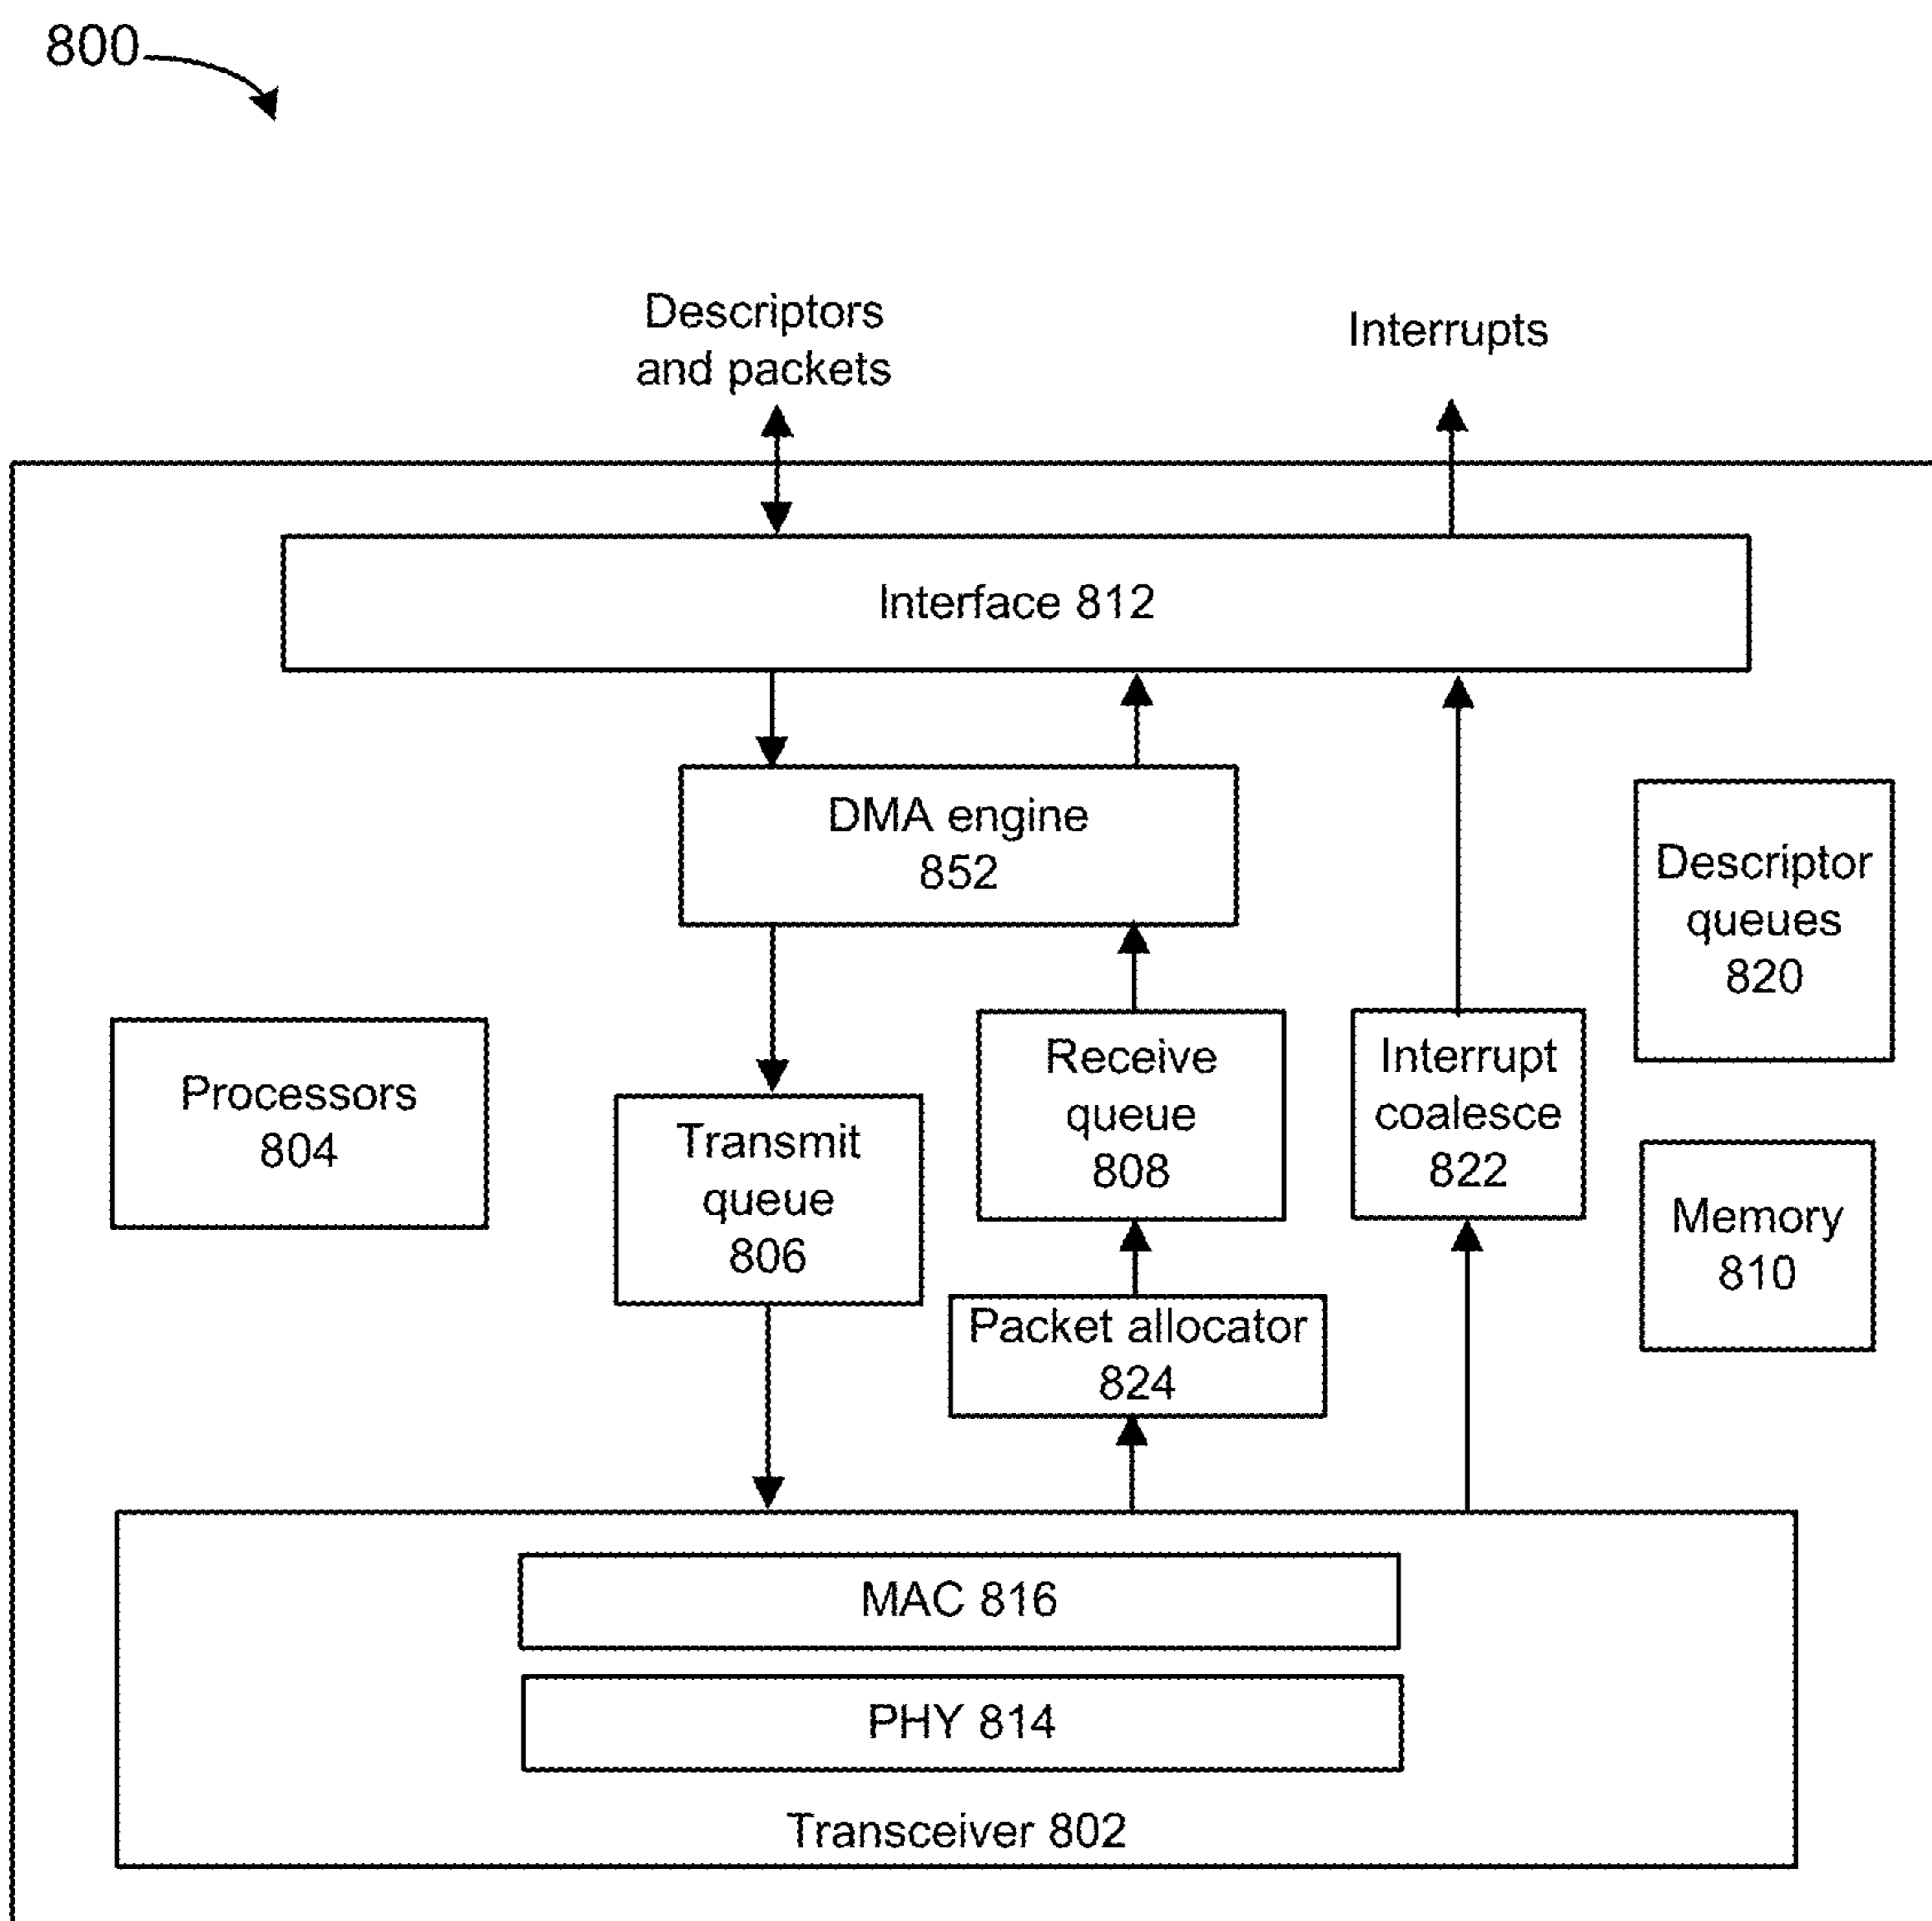 800
Descriptors
and packets
Interrupts
Interface 812
DMA engine
852
Descriptor
queues
820
Processors
804
Transmit
queue
806
Receive
queue
808
Interrupt
coalesce
822
Memory
810
Packet allocator
824
MAC 816
PHY 814
Transceiver 802